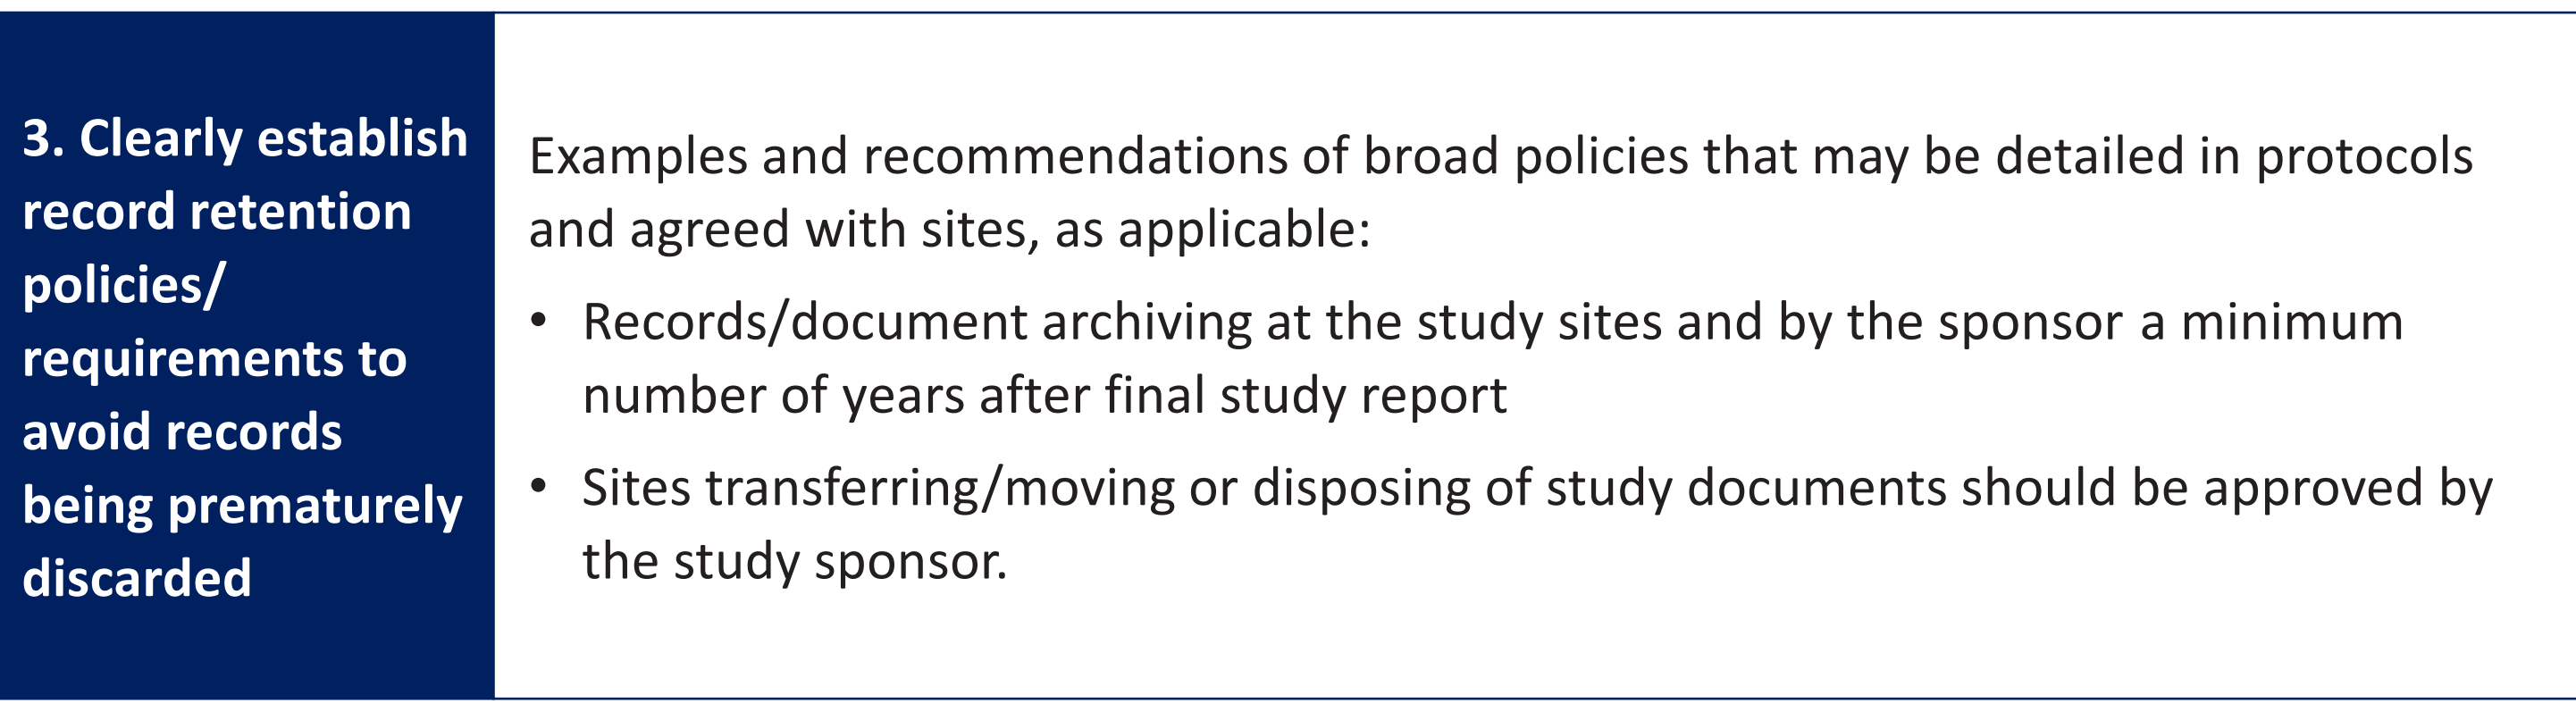 3. Clearly establish
record retention
policies/
requirements to
avoid records
being prematurely
discarded
Examples and recommendations of broad policies that may be detailed in protocols
and agreed with sites, as applicable:
• Records/document archiving at the study sites and by the sponsor a minimum
number of years after final study report
• Sites transferring/moving or disposing of study documents should be approved by
the study sponsor.